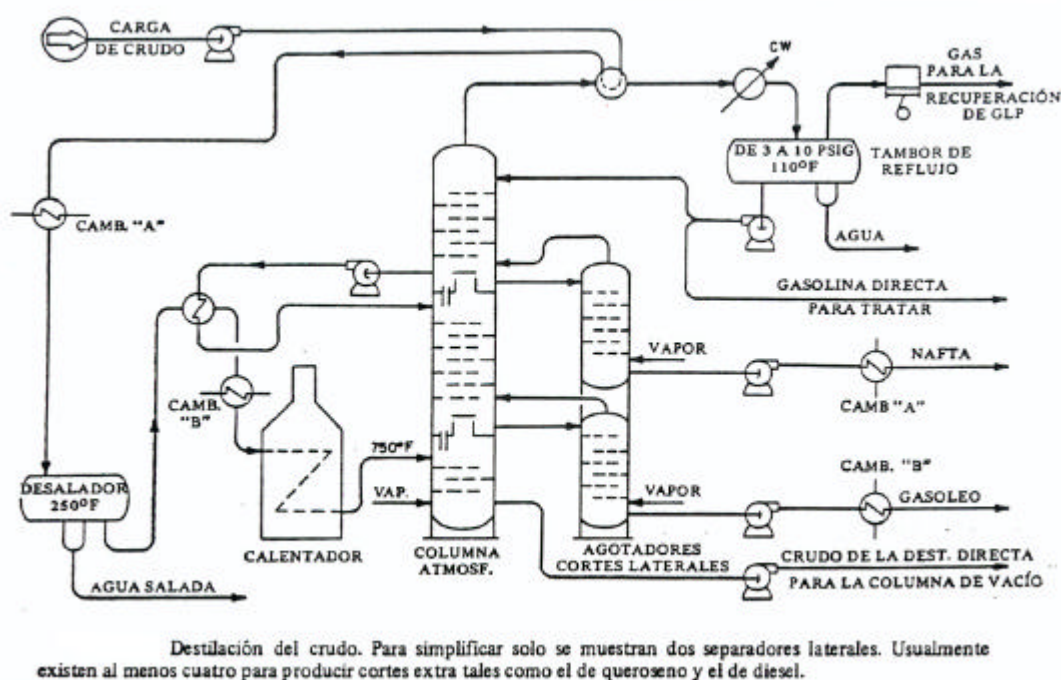 CARGA
DE CRUDO
CW
GAS
PARA LA
RECUPERACIÓN
DE GLP
DE 3 A 10 PSIG
110ºF
TAMBOR DE
REFLUJO
CAMB. "A"
AGUA
GASOLINA DIRECTA
PARA TRATAR
VAPOR
NAFTA
CAMB "A"
CAMB.
"B"
750ºF
CAMB. "B"
DESALADOR
250ºF
VAP.
VAPOR
GASOLEO
CALENTADOR
COLUMNA
ATMOSF.
AGOTADORES
CORTES LATERALES
CRUDO DE LA DEST. DIRECTA
PARA LA COLUMNA DE VACÍO
AGUA SALADA
Destilación del crudo. Para simplificar solo se muestran dos separadores laterales. Usualmente
existen al menos cuatro para producir cortes extra tales como el de queroseno y el de diesel.